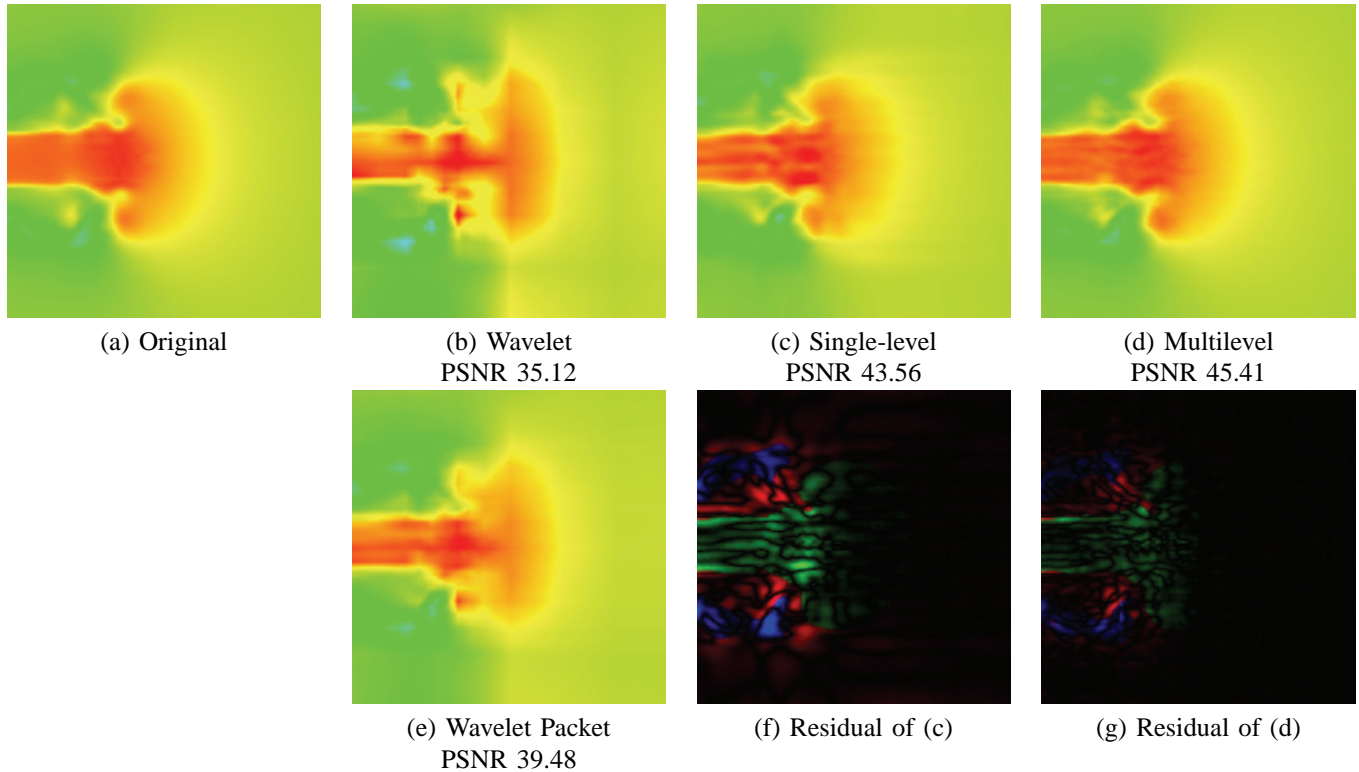 (a) Original
(b) Wavelet
PSNR 35.12
(c) Single-level
PSNR 43.56
(d) Multilevel
PSNR 45.41
(e) Wavelet Packet
PSNR 39.48
(f) Residual of (c)
(g) Residual of (d)